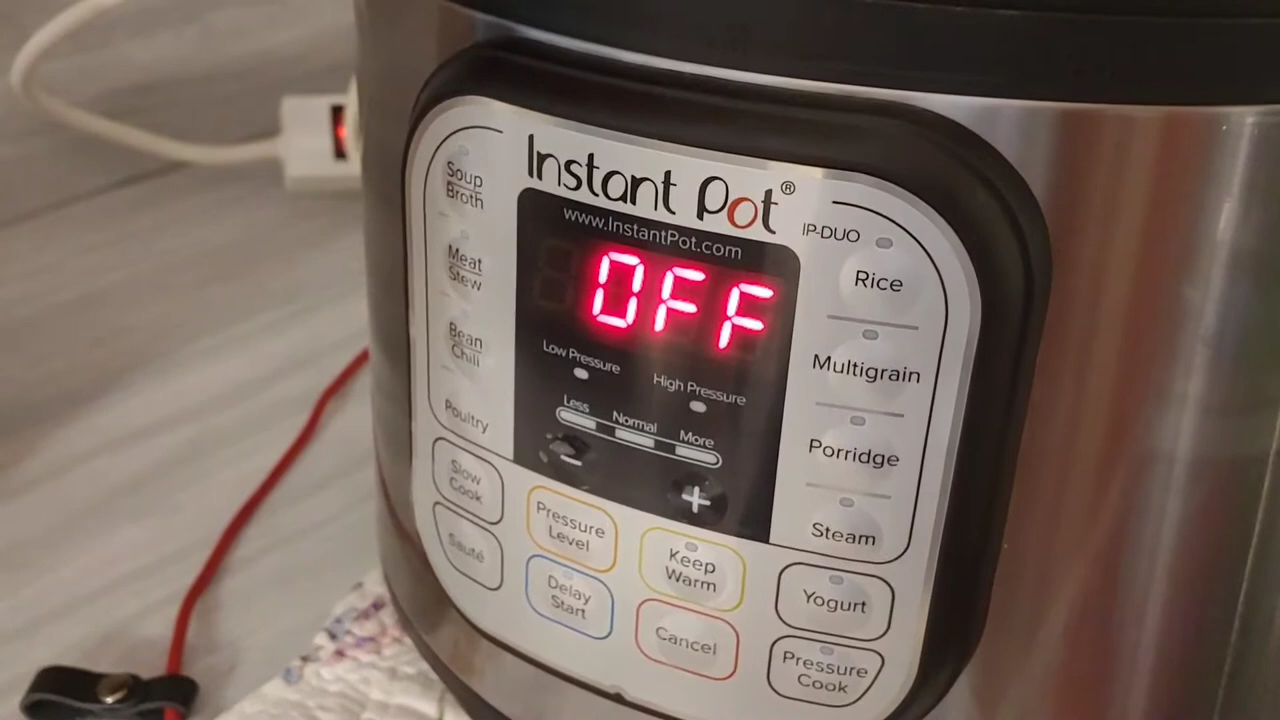 Instant Pot®
www.InstantPot.com
IP-DUO
OFF
Low Pressure
High Pressure
Less
Normal
More
-
+
Soup
Broth
Meat
Stew
Bean
Chili
Poultry
Slow
Cook
Sauté
Pressure
Level
Delay
Start
Keep
Warm
Cancel
Rice
Multigrain
Porridge
Steam
Yogurt
Pressure
Cook